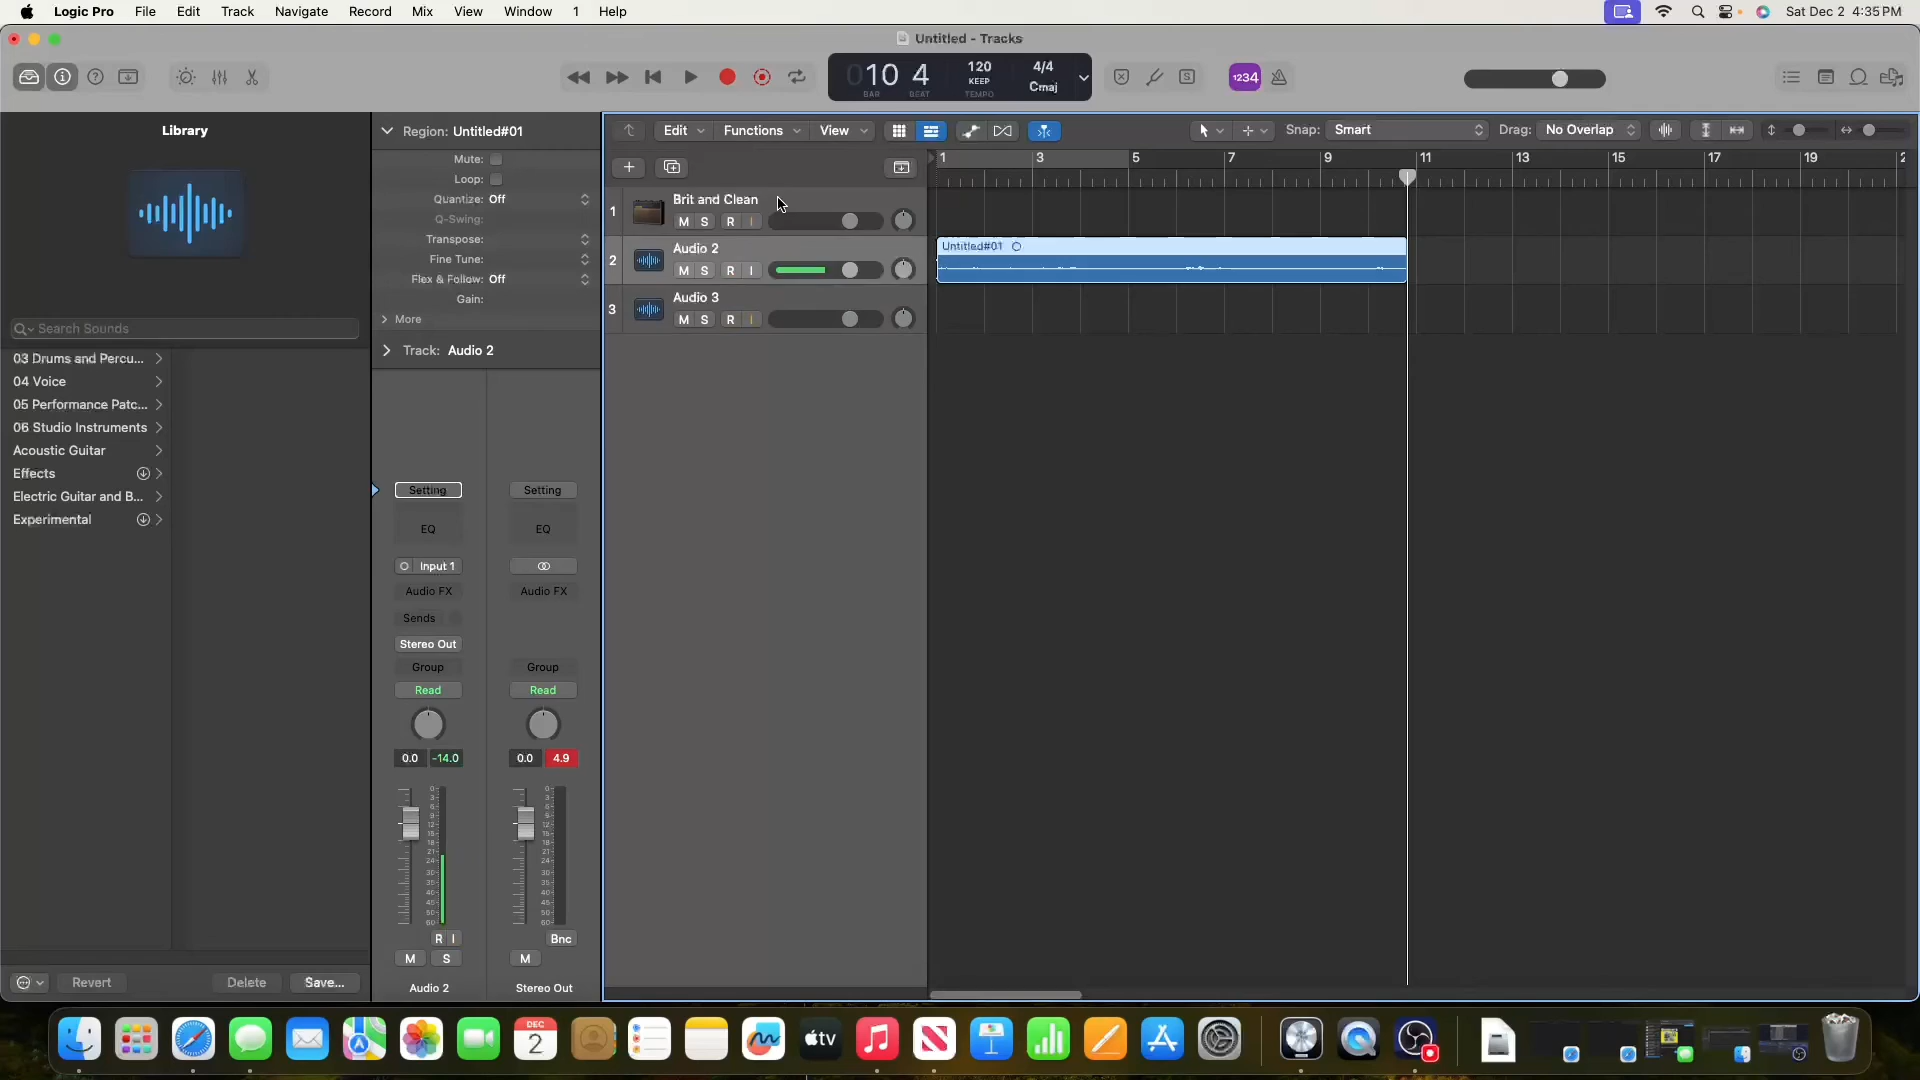 Logic Pro File Edit Track Navigate Record Mix View Window 1 Help Sat Dec 2 4:35 PM
Untitled - Tracks
10 4 120 4/4
KEEP Cmaj
BAR BEAT TEMPO
1234
S
Library
Search Sounds
03 Drums and Percu...
04 Voice
05 Performance Patc...
06 Studio Instruments
Acoustic Guitar
Effects
Electric Guitar and B...
Experimental
Revert Delete Save...
Region: Untitled#01
Mute:
Loop:
Quantize: Off
Q-Swing:
Transpose:
Fine Tune:
Flex & Follow: Off
Gain:
More
Track: Audio 2
Setting Setting
EQ EQ
Input 1
Audio FX Audio FX
Sends
Stereo Out
Group Group
Read Read
0.0 -14.0 0.0 4.9
R I Bnc
M S M
Audio 2 Stereo Out
Edit Functions View Snap: Smart Drag: No Overlap
1 3 5 7 9 11 13 15 17 19
1 Brit and Clean
M S R I
2 Audio 2
M S R I
3 Audio 3
M S R I
Untitled#01
DEC
2
tv